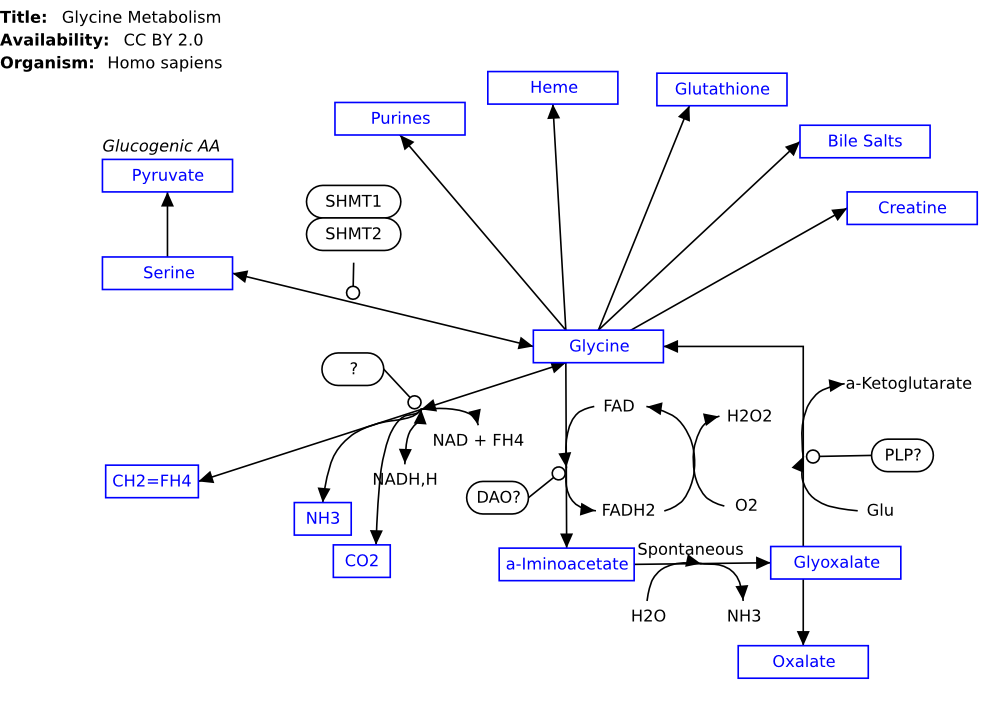 Title: Glycine Metabolism
Availability: CC BY 2.0
Organism: Homo sapiens
Heme
Glutathione
Purines
Bile Salts
Glucogenic AA
Pyruvate
SHMT1
Creatine
SHMT2
Serine
Glycine
?
a-Ketoglutarate
FAD
H2O2
NAD + FH4
PLP?
CH2=FH4
NADH,H
DAO?
O2
FADH2
Glu
NH3
Spontaneous
CO2
a-Iminoacetate
Glyoxalate
H2O
NH3
Oxalate